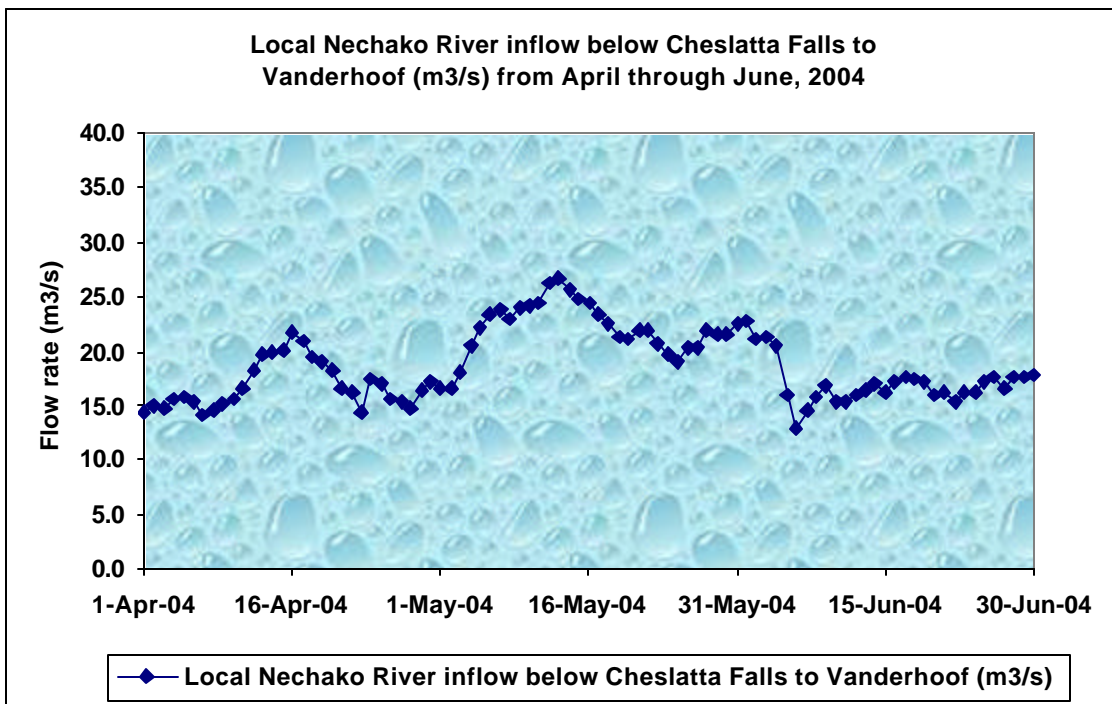 Local Nechako River inflow below Cheslatta Falls to
Vanderhoof (m3/s) from April through June, 2004
40.0
35.0
30.0
25.0
20.0
15.0
10.0
5.0
0.0
Flow rate (m3/s)
1-Apr-04 16-Apr-04 1-May-04 16-May-04 31-May-04 15-Jun-04 30-Jun-04
Local Nechako River inflow below Cheslatta Falls to Vanderhoof (m3/s)